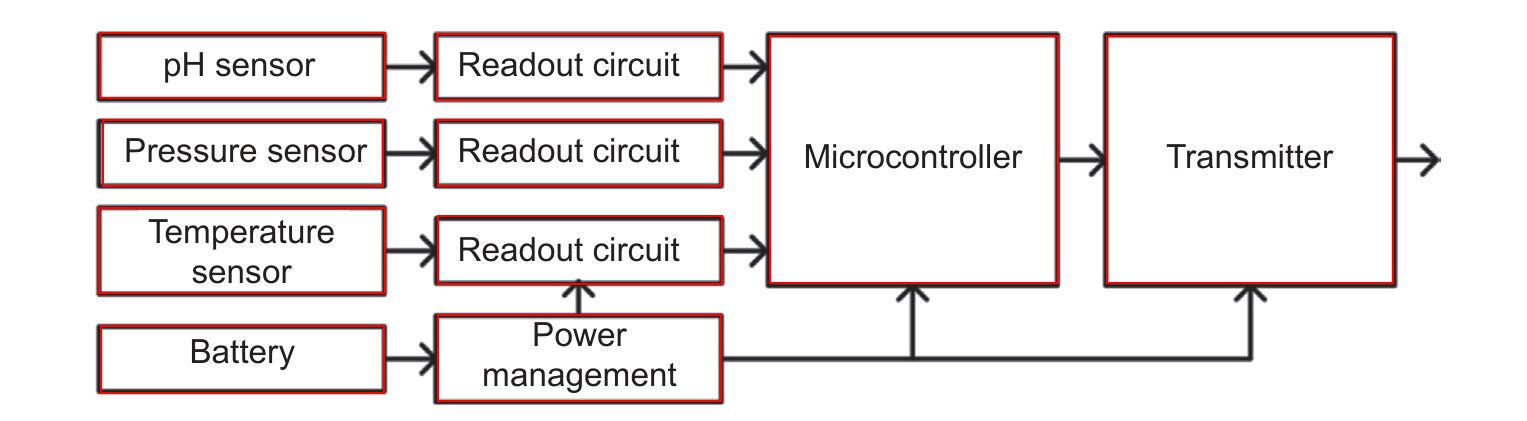 pH sensor
Readout circuit
Pressure sensor
Readout circuit
Microcontroller
Transmitter
Temperature
sensor
Readout circuit
Battery
Power
management